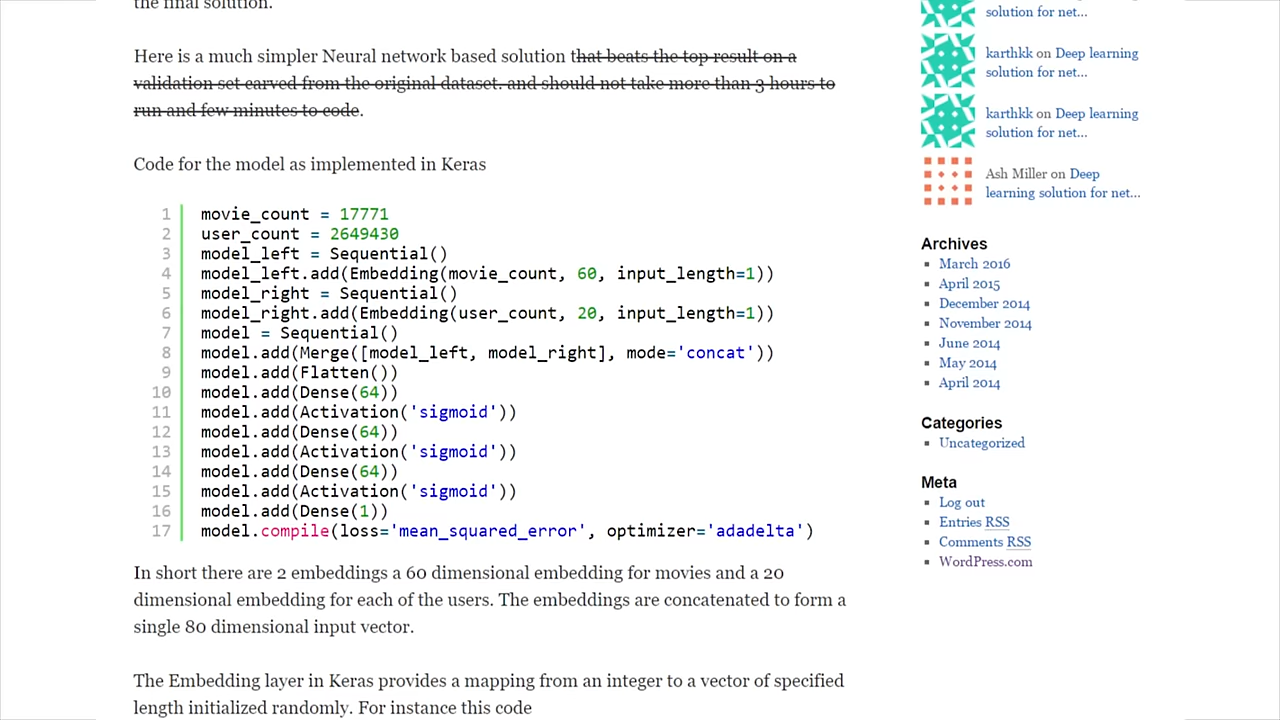 the final solution.
Here is a much simpler Neural network based solution that beats the top result on a
validation set carved from the original dataset. and should not take more than 3 hours to
run and few minutes to code.
Code for the model as implemented in Keras
1 movie_count = 17771
2 user_count = 2649430
3 model_left = Sequential()
4 model_left.add(Embedding(movie_count, 60, input_length=1))
5 model_right = Sequential()
6 model_right.add(Embedding(user_count, 20, input_length=1))
7 model = Sequential()
8 model.add(Merge([model_left, model_right], mode='concat'))
9 model.add(Flatten())
10 model.add(Dense(64))
11 model.add(Activation('sigmoid'))
12 model.add(Dense(64))
13 model.add(Activation('sigmoid'))
14 model.add(Dense(64))
15 model.add(Activation('sigmoid'))
16 model.add(Dense(1))
17 model.compile(loss='mean_squared_error', optimizer='adadelta')
In short there are 2 embeddings a 60 dimensional embedding for movies and a 20
dimensional embedding for each of the users. The embeddings are concatenated to form a
single 80 dimensional input vector.
The Embedding layer in Keras provides a mapping from an integer to a vector of specified
length initialized randomly. For instance this code
solution for net...
karthkk on Deep learning
solution for net...
karthkk on Deep learning
solution for net...
Ash Miller on Deep
learning solution for net...
Archives
March 2016
April 2015
December 2014
November 2014
June 2014
May 2014
April 2014
Categories
Uncategorized
Meta
Log out
Entries RSS
Comments RSS
WordPress.com